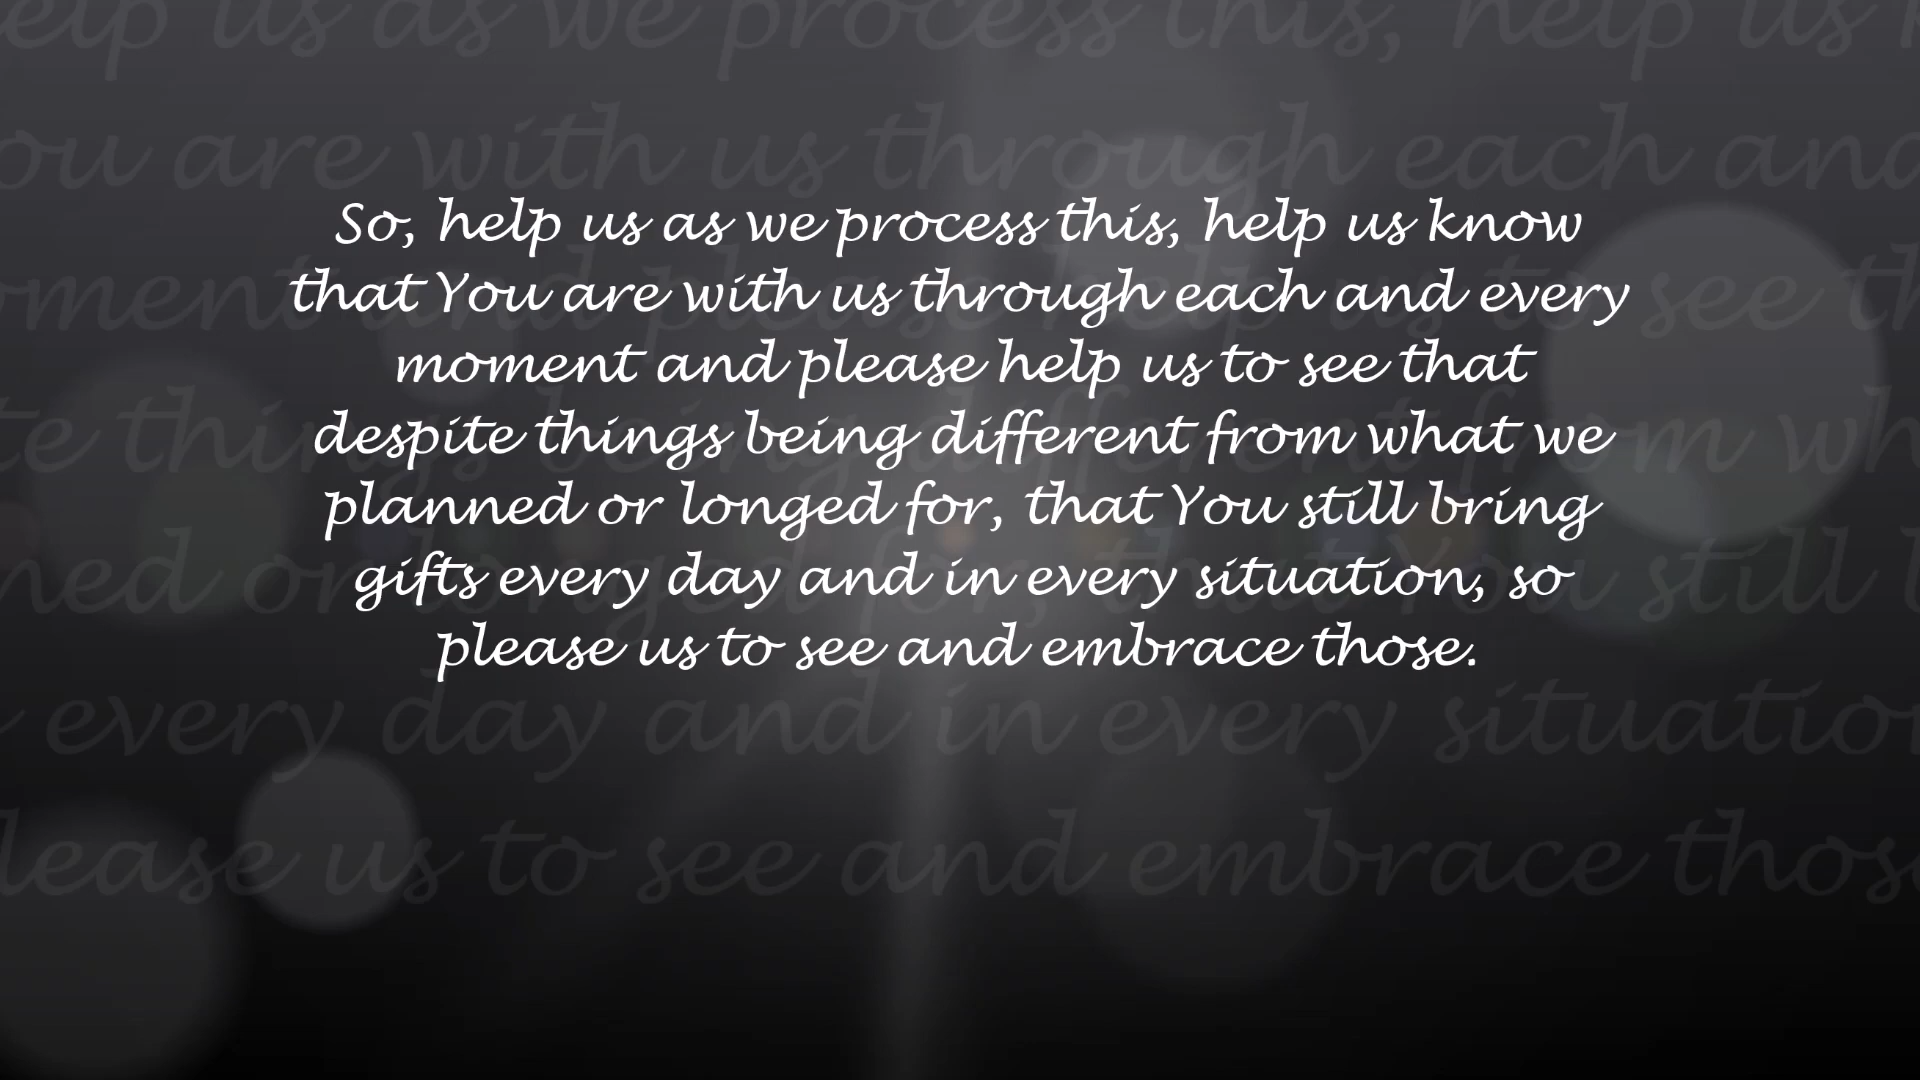 So, help us as we process this, help us know
that You are with us through each and every
moment and please help us to see that
despite things being different from what we
planned or longed for, that You still bring
gifts every day and in every situation, so
please us to see and embrace those.